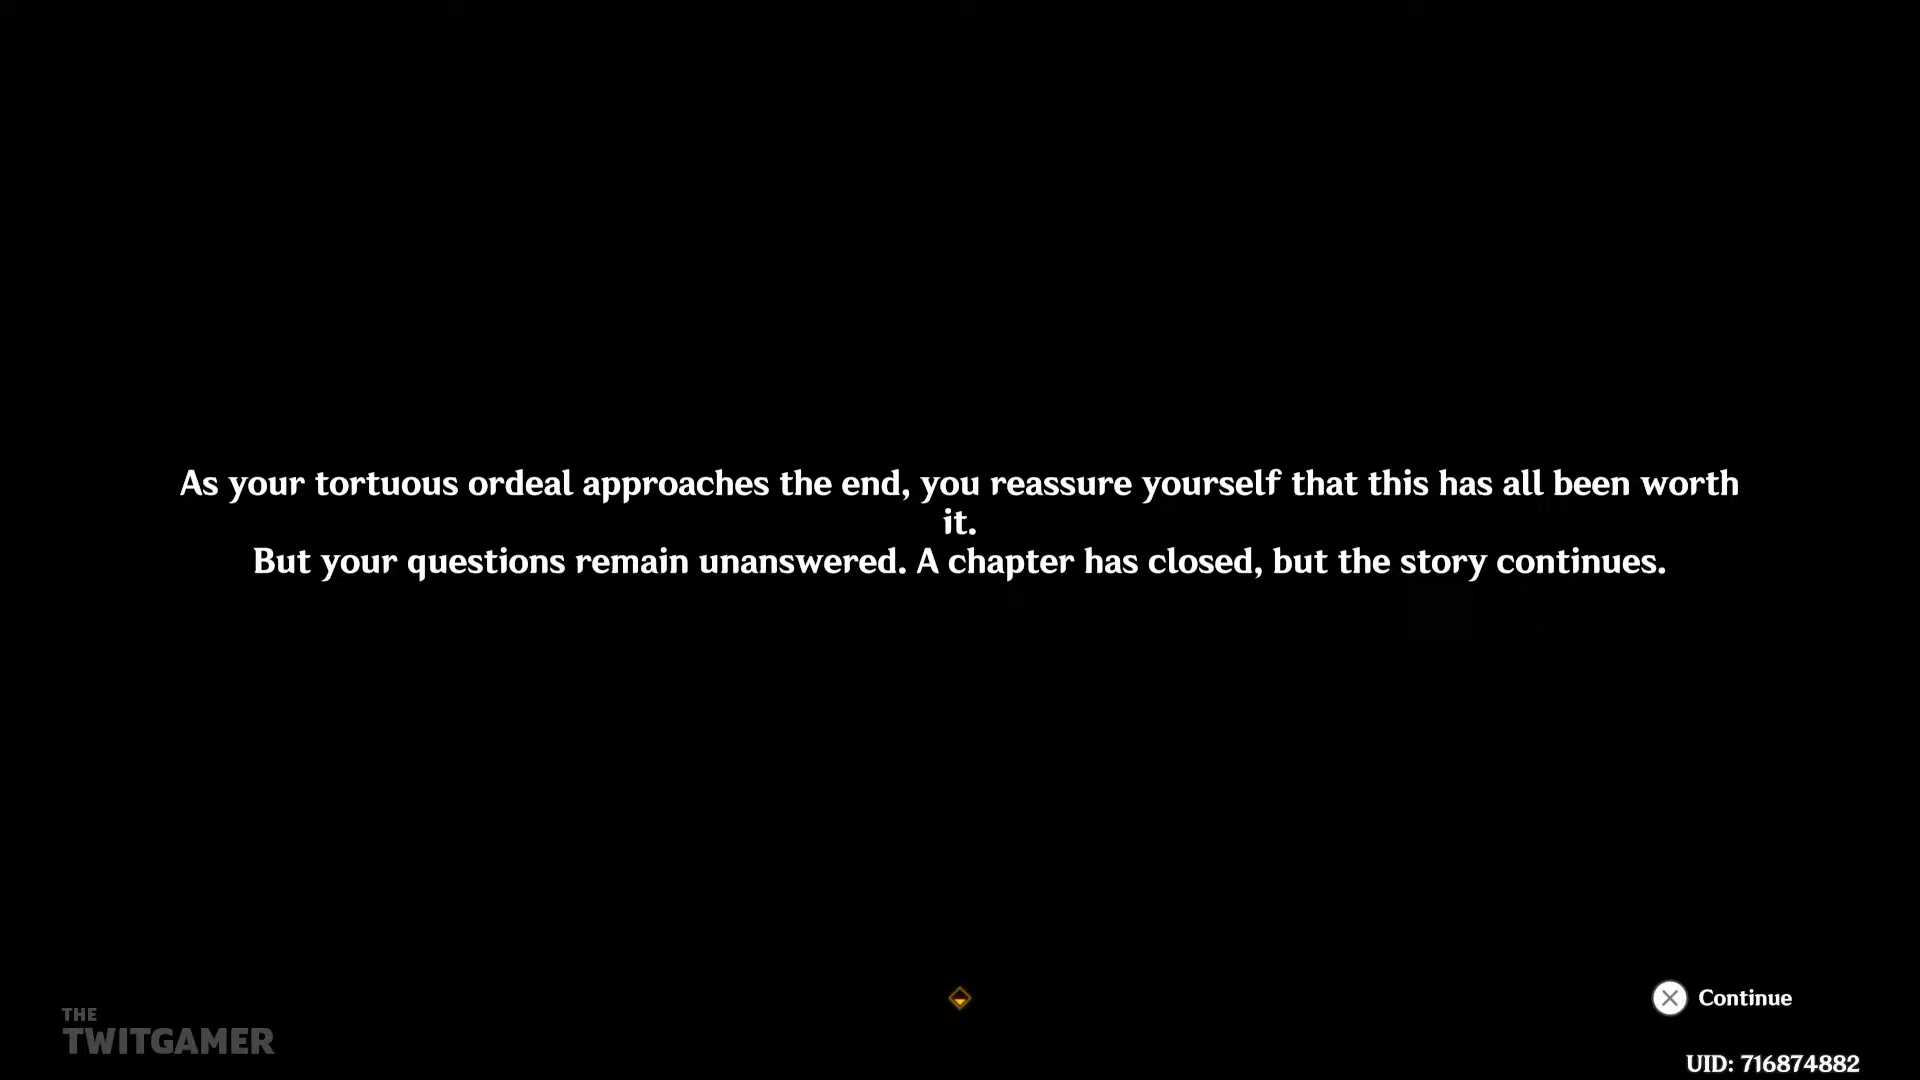 As your tortuous ordeal approaches the end, you reassure yourself that this has all been worth
it.
But your questions remain unanswered. A chapter has closed, but the story continues.
Continue
THE
TWITGAMER
UID: 716874882